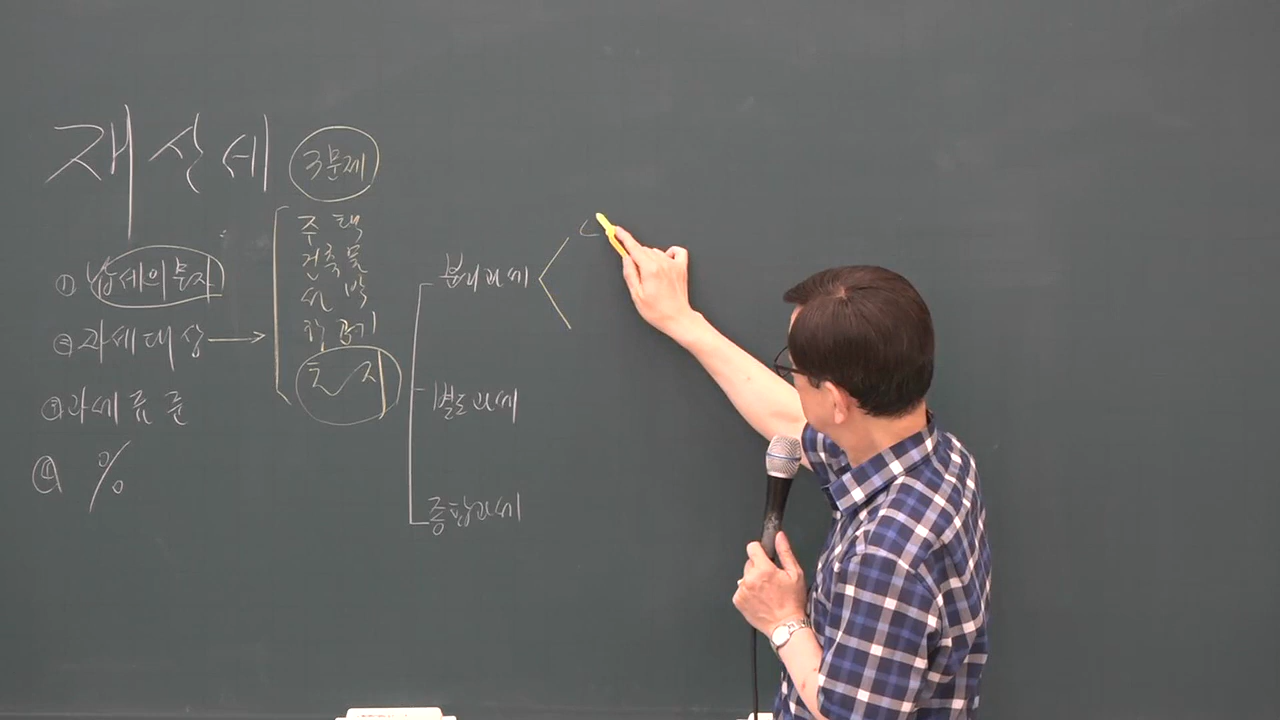 재산세 3문제
① 납세의무자
② 과세대상 →
③ 과세표준
④ %
주택
건축물
선박
항공기
토지
분리과세
별도과세
종합과세